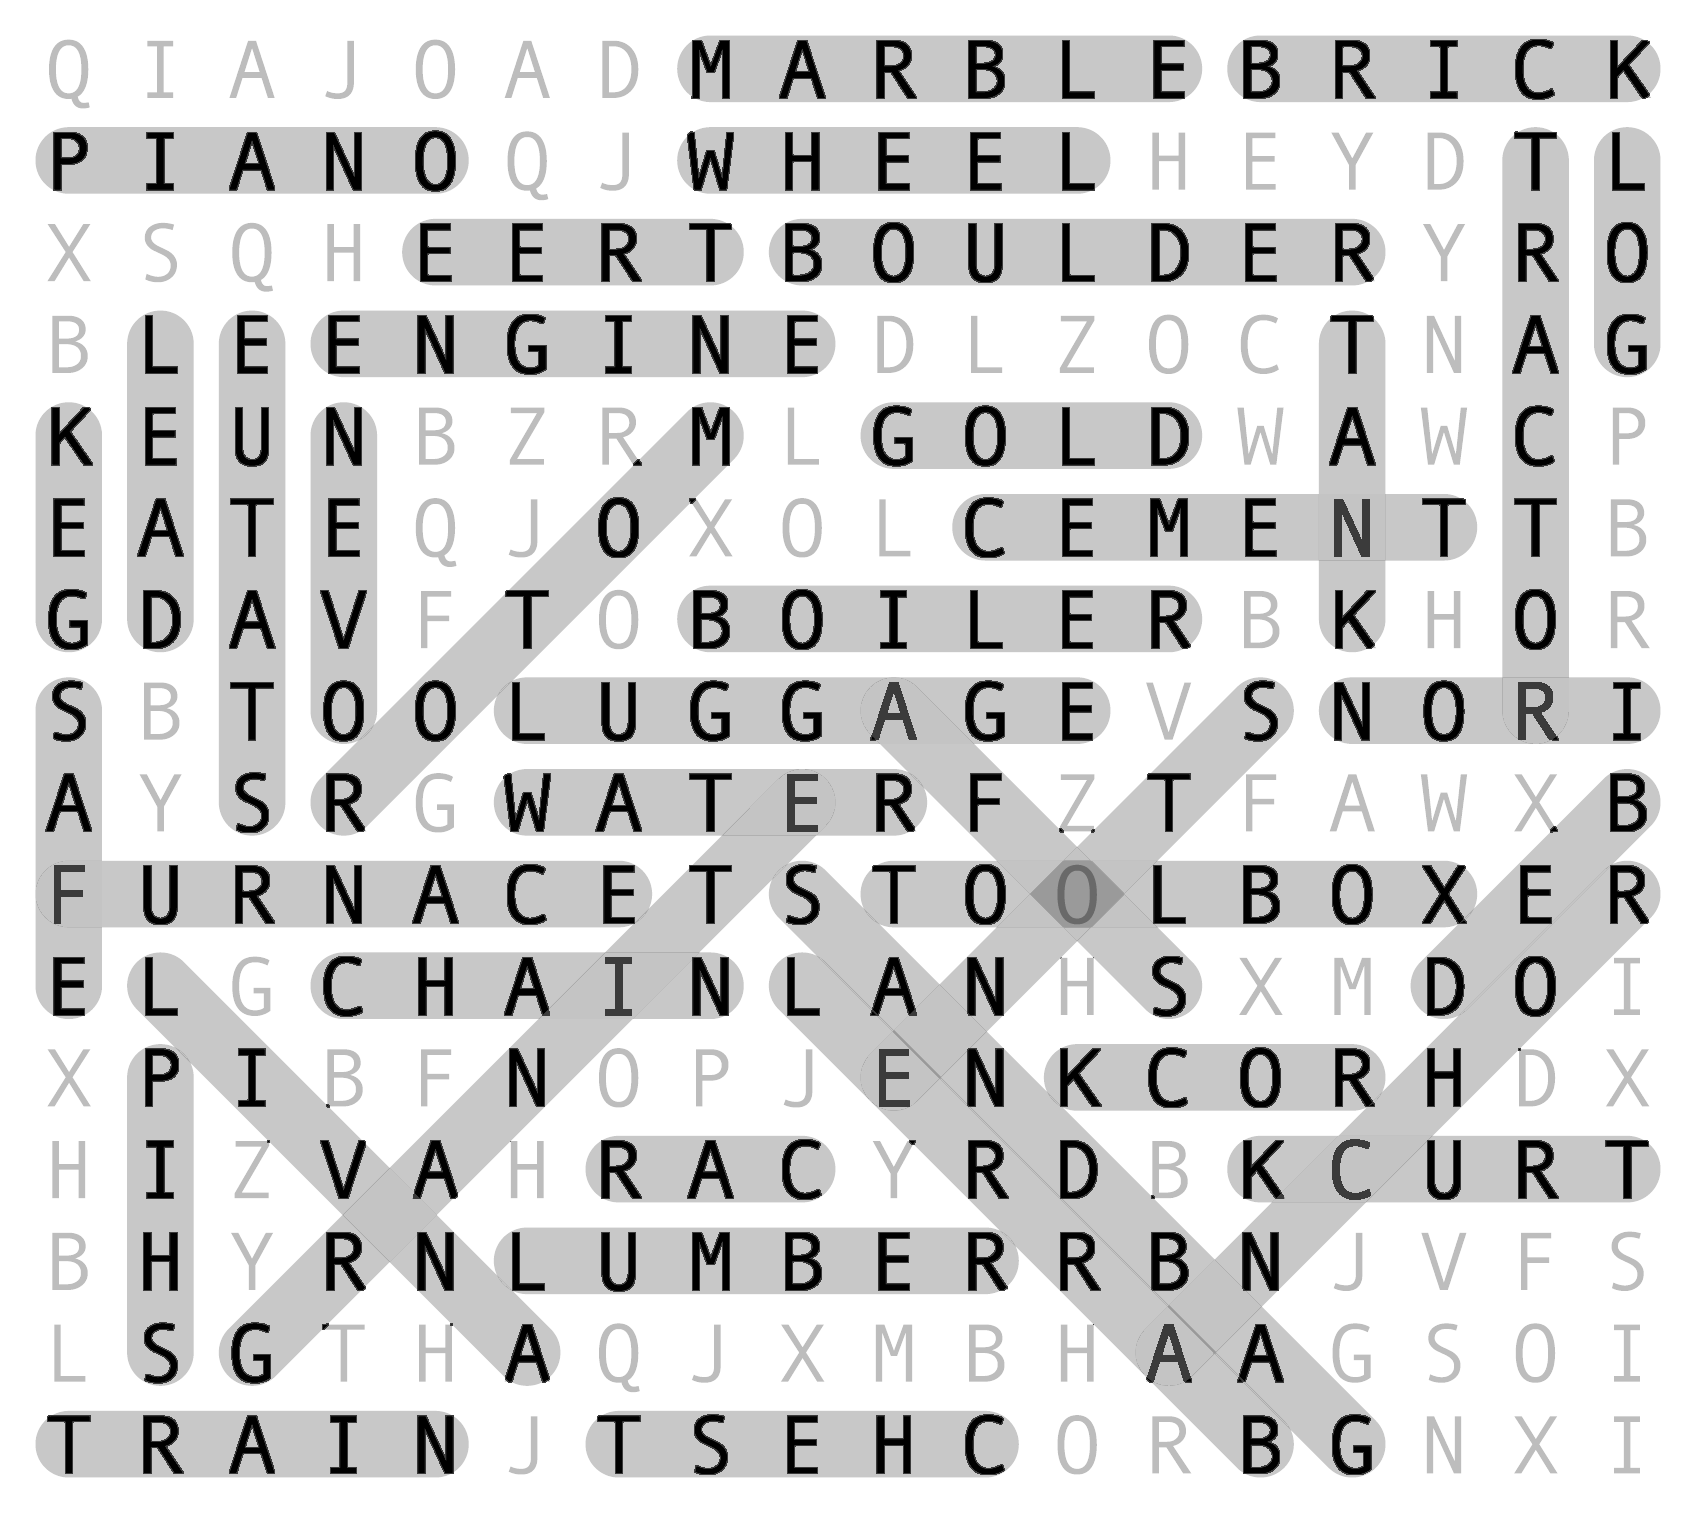 Q I A J O A D M A R B L E B R I C K
P I A N O Q J W H E E L H E Y D T L
X S Q H E E R T B O U L D E R Y R O
B L E E N G I N E D L Z O C T N A G
K E U N B Z R M L G O L D W A W C P
E A T E Q J O X O L C E M E N T T B
G D A V F T O B O I L E R B K H O R
S B T O O L U G G A G E V S N O R I
A Y S R G W A T E R F Z T F A W X B
F U R N A C E T S T O O L B O X E R
E L G C H A I N L A N H S X M D O I
X P I B F N O P J E N K C O R H D X
H I Z V A H R A C Y R D B K C U R T
B H Y R N L U M B E R R B N J V F S
L S G T H A Q J X M B H A A G S O I
T R A I N J T S E H C O R B G N X I